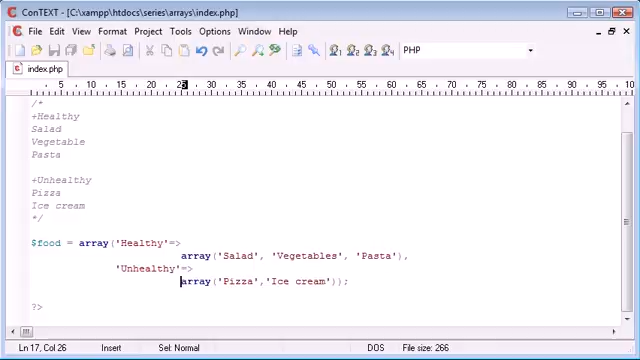 ConTEXT - [C:\xampp\htdocs\series\arrays\index.php]
File Edit View Format Project Tools Options Window Help
PHP
index.php
5 10 15 20 25 30 35 40 45 50 55 60 65 70 75 80 85 90 95 100
/*
+Healthy
Salad
Vegetable
Pasta
+Unhealthy
Pizza
Ice cream
*/
$food = array('Healthy'=>
array('Salad', 'Vegetables', 'Pasta'),
'Unhealthy'=>
array('Pizza','Ice cream'));
?>
Ln 17, Col 26 Insert Sel: Normal DOS File size: 266